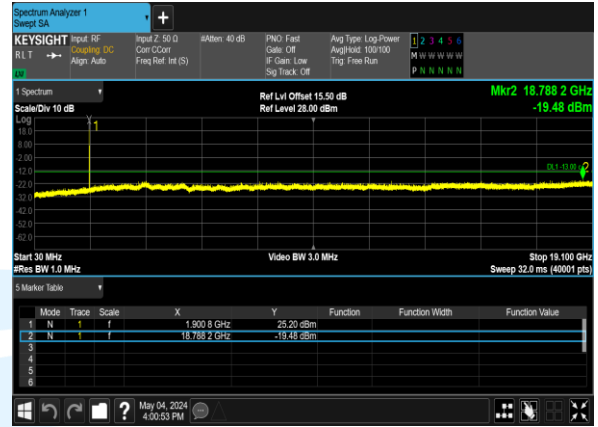 Spectrum Analyzer 1
Swept SA
KEYSIGHT Input: RF Input Z: 50 Ω #Atten: 40 dB PNO: Fast Avg Type: Log-Power 1 2 3 4 5 6
RLT Coupling: DC Corr CCorr Gate: Off Avg|Hold: 100/100 M W W W W W
Align: Auto Freq Ref: Int (S) IF Gain: Low Trig: Free Run P N N N N N
Sig Track: Off
LXI
1 Spectrum Ref Lvl Offset 15.50 dB Mkr2 18.788 2 GHz
Scale/Div 10 dB Ref Level 28.00 dBm -19.48 dBm
Log
18.0 1
8.00
-2.00
-12.0 DL1 -13.00 2
-22.0
-32.0
-42.0
-52.0
-62.0
Start 30 MHz Video BW 3.0 MHz Stop 19.100 GHz
#Res BW 1.0 MHz Sweep 32.0 ms (40001 pts)
5 Marker Table
Mode Trace Scale X Y Function Function Width Function Value
1 N 1 f 1.900 8 GHz 25.20 dBm
2 N 1 f 18.788 2 GHz -19.48 dBm
3
4
5
6
? May 04, 2024
4:00:53 PM